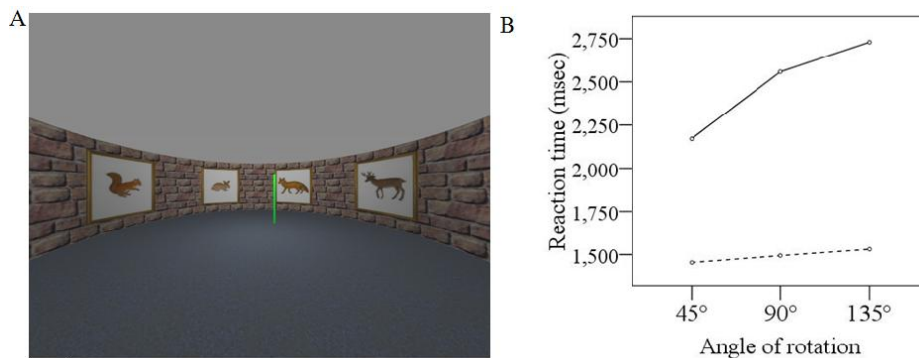 A
B
Reaction time (msec)
2,750
2,500
2,250
2,000
1,750
1,500
45° 90° 135°
Angle of rotation